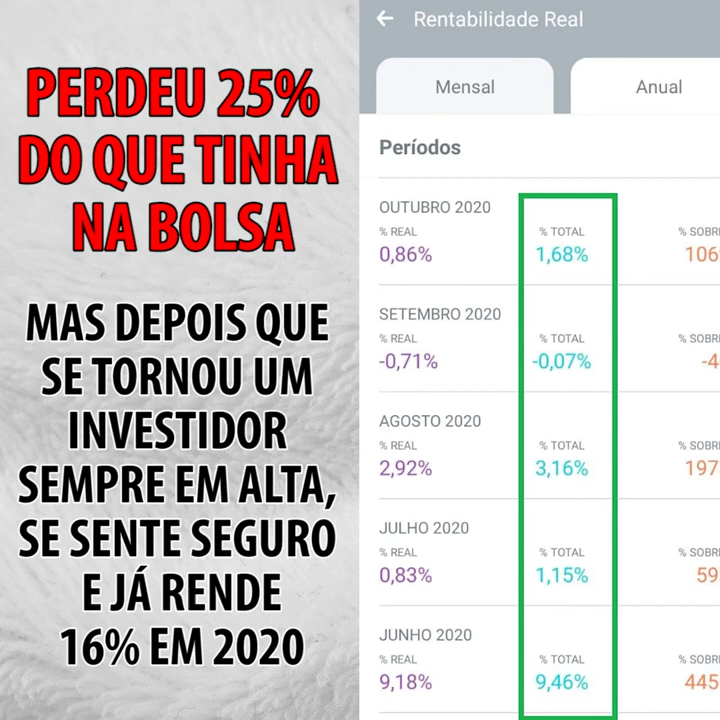 PERDEU 25%
DO QUE TINHA
NA BOLSA
MAS DEPOIS QUE
SE TORNOU UM
INVESTIDOR
SEMPRE EM ALTA,
SE SENTE SEGURO
E JÁ RENDE
16% EM 2020
← Rentabilidade Real
Mensal Anual
Períodos
OUTUBRO 2020
% REAL % TOTAL
0,86% 1,68%
SETEMBRO 2020
% REAL % TOTAL
-0,71% -0,07%
AGOSTO 2020
% REAL % TOTAL
2,92% 3,16%
JULHO 2020
% REAL % TOTAL
0,83% 1,15%
JUNHO 2020
% REAL % TOTAL
9,18% 9,46%